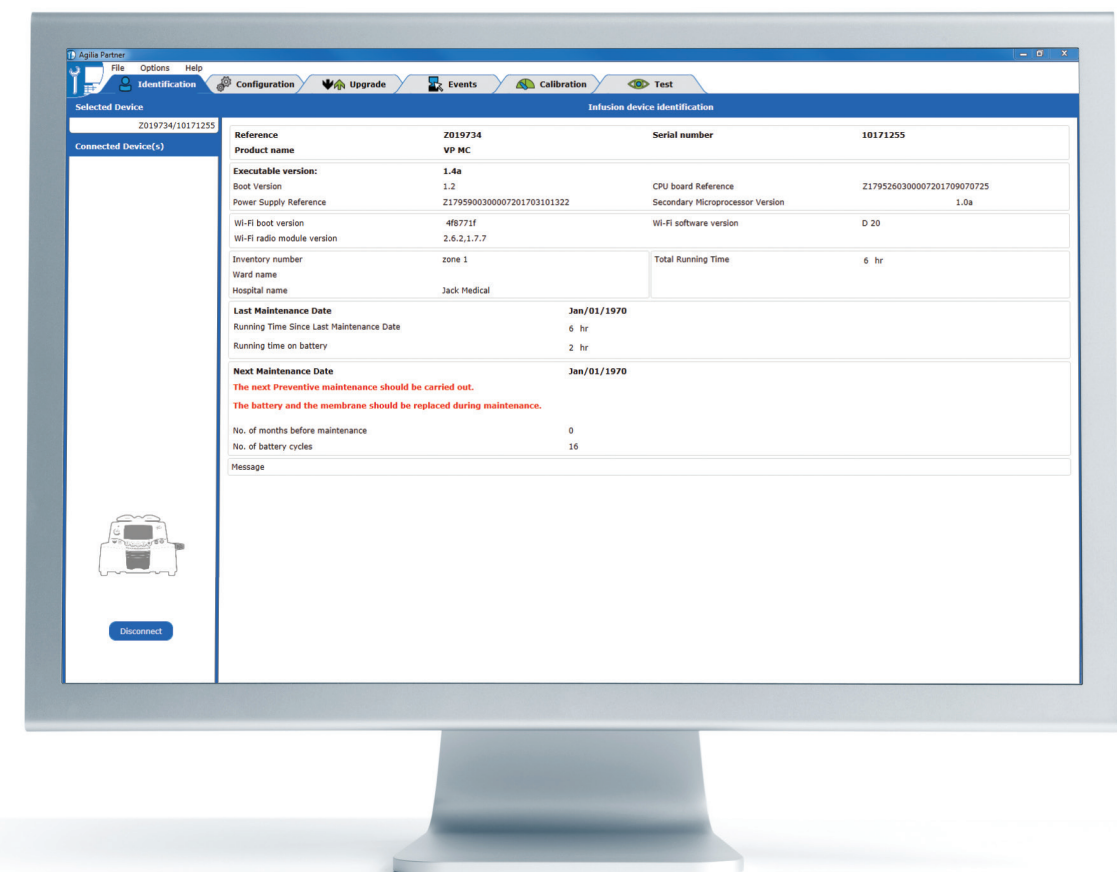 Agilia Partner
File Options Help
Identification Configuration Upgrade Events Calibration Test
Selected Device
Infusion device identification
Z019734/10171255
Connected Device(s)
Reference Z019734 Serial number 10171255
Product name VP MC
Executable version: 1.4a
Boot Version 1.2 CPU board Reference Z1795260300007201709070725
Power Supply Reference Z1795900300007201703101322 Secondary Microprocessor Version 1.0a
Wi-Fi boot version 4f8771f Wi-Fi software version D 20
Wi-Fi radio module version 2.6.2,1.7.7
Inventory number zone 1 Total Running Time 6 hr
Ward name
Hospital name Jack Medical
Last Maintenance Date Jan/01/1970
Running Time Since Last Maintenance Date 6 hr
Running time on battery 2 hr
Next Maintenance Date Jan/01/1970
The next Preventive maintenance should be carried out.
The battery and the membrane should be replaced during maintenance.
No. of months before maintenance 0
No. of battery cycles 16
Message
Disconnect